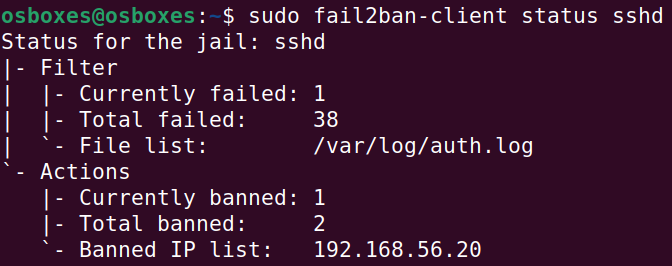 osboxes@osboxes:~$ sudo fail2ban-client status sshd
Status for the jail: sshd
|- Filter
|  |- Currently failed: 1
|  |- Total failed:     38
|  `- File list:        /var/log/auth.log
`- Actions
   |- Currently banned: 1
   |- Total banned:     2
   `- Banned IP list:   192.168.56.20